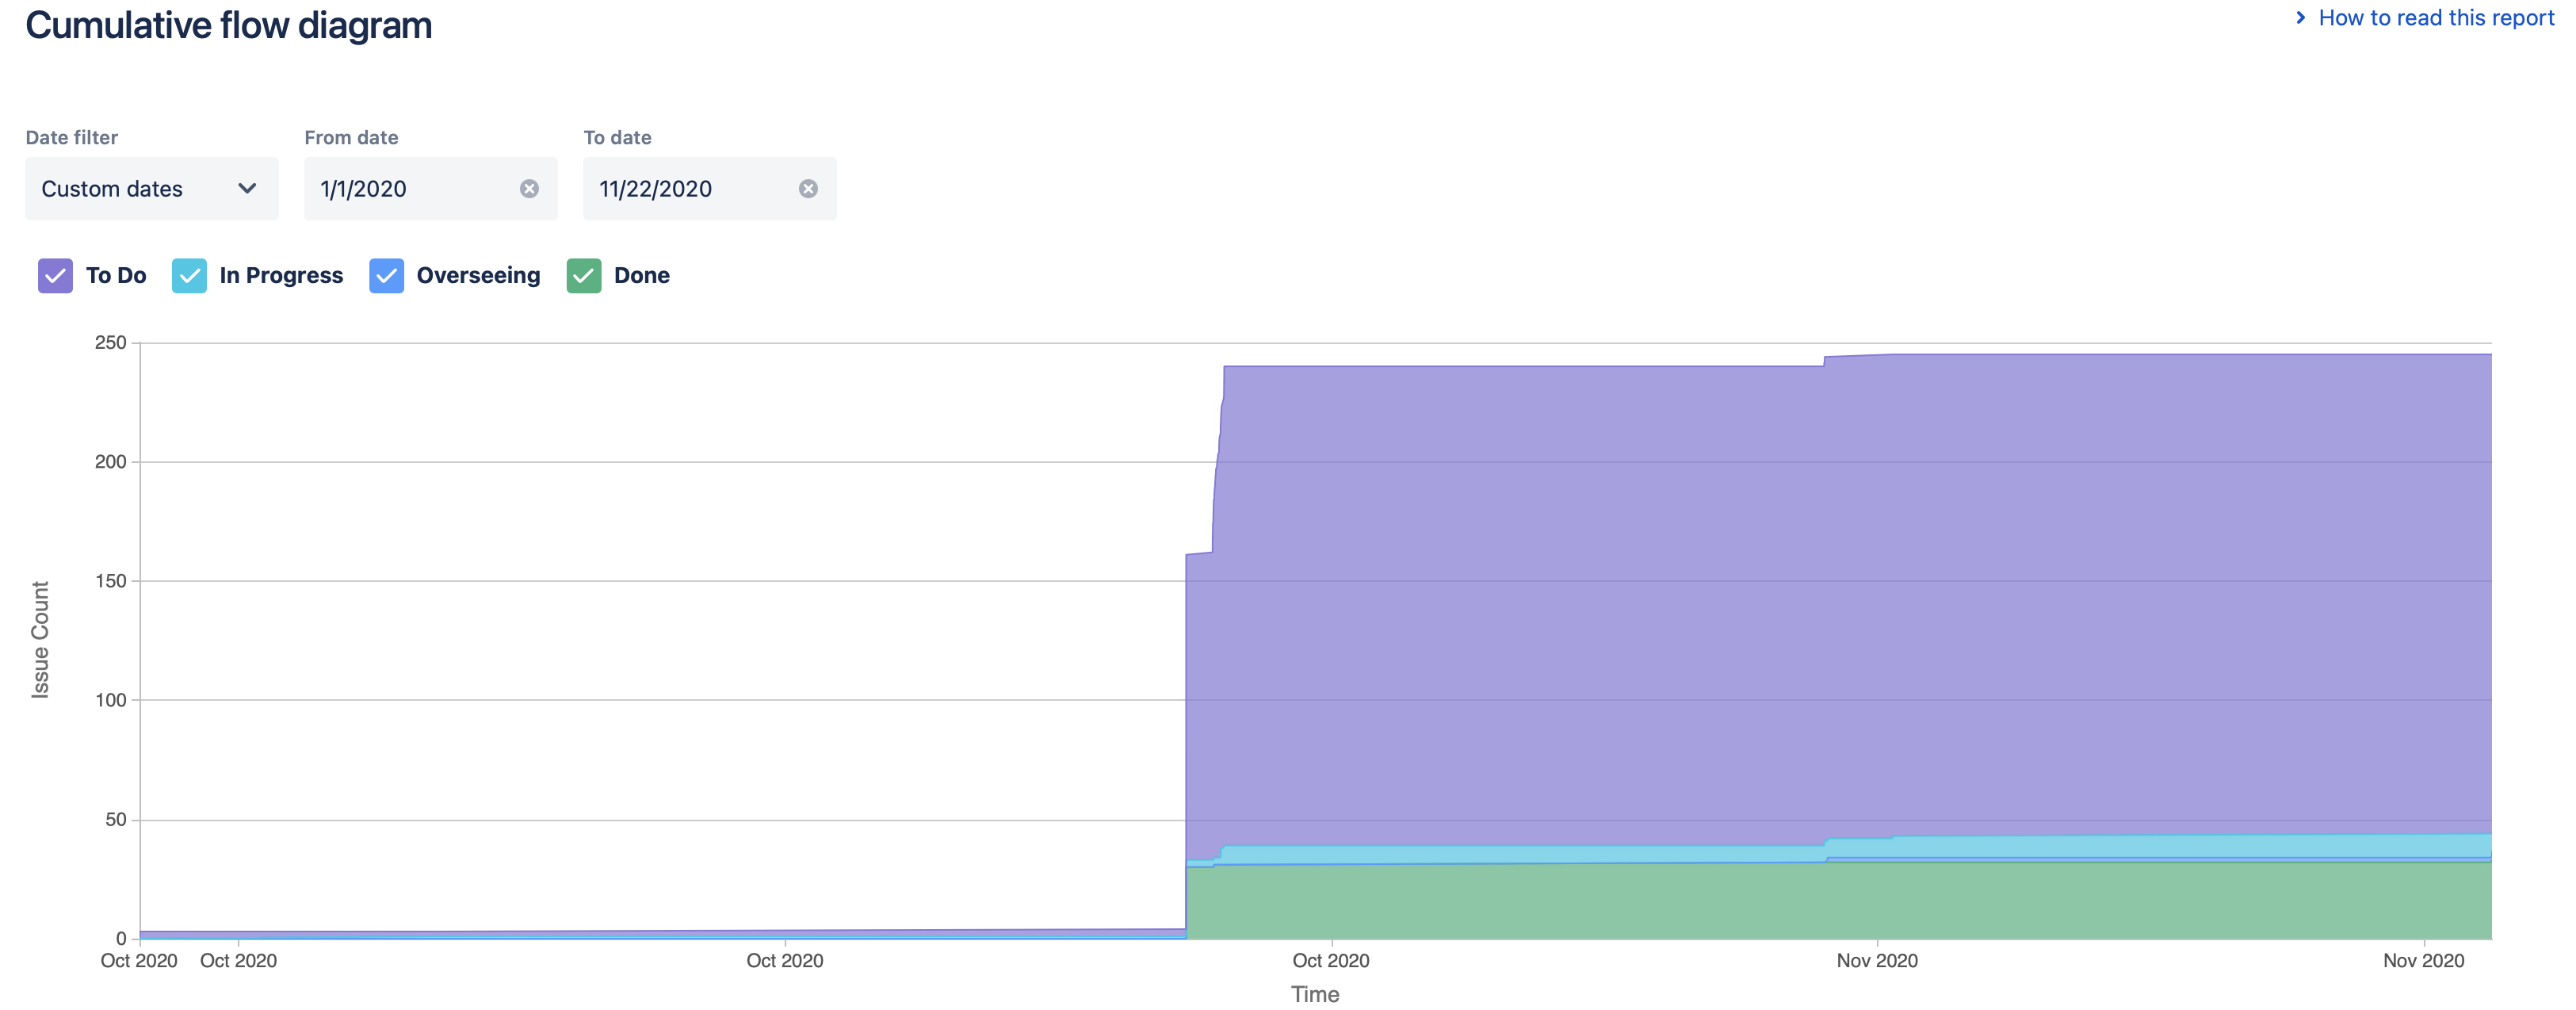 Cumulative flow diagram
How to read this report
Date filter
From date
To date
Custom dates
1/1/2020
11/22/2020
To Do
In Progress
Overseeing
Done
250
200
150
100
50
0
Issue Count
Oct 2020
Oct 2020
Oct 2020
Oct 2020
Nov 2020
Nov 2020
Time